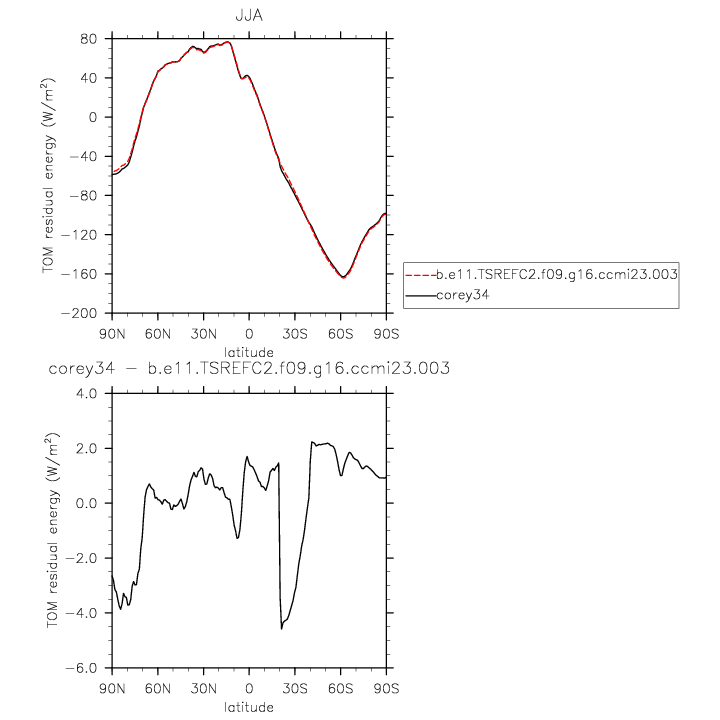 JJA
80
40
0
-40
-80
-120
-160
-200
TOM residual energy (W/m²)
90N 60N 30N 0 30S 60S 90S
latitude
b.e11.TSREFC2.f09.g16.ccmi23.003
corey34
corey34 - b.e11.TSREFC2.f09.g16.ccmi23.003
4.0
2.0
0.0
-2.0
-4.0
-6.0
TOM residual energy (W/m²)
90N 60N 30N 0 30S 60S 90S
latitude